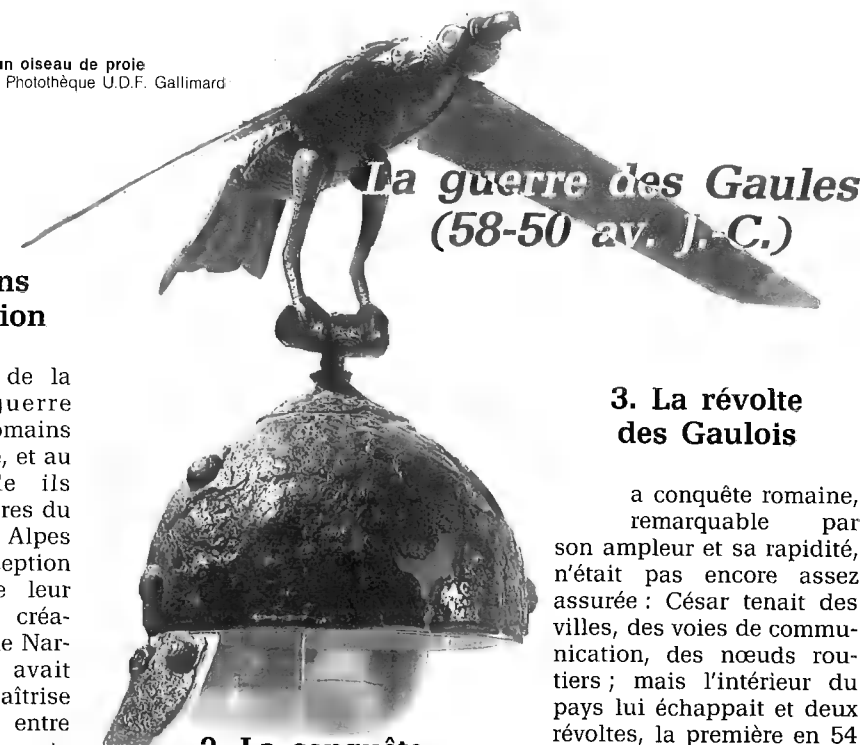 un oiseau de proie
Photothèque U.D.F. Gallimard
La guerre des Gaules
(58-50 av. J.-C.)
ns
ion
de la
guerre
omains
e, et au
le ils
res du
Alpes
ception
e leur
créa-
e Nar-
avait
aîtrise
entre
2. La conquête
3. La révolte
des Gaulois
a conquête romaine,
remarquable par
son ampleur et sa rapidité,
n'était pas encore assez
assurée : César tenait des
villes, des voies de commu-
nication, des nœuds rou-
tiers ; mais l'intérieur du
pays lui échappait et deux
révoltes, la première en 54